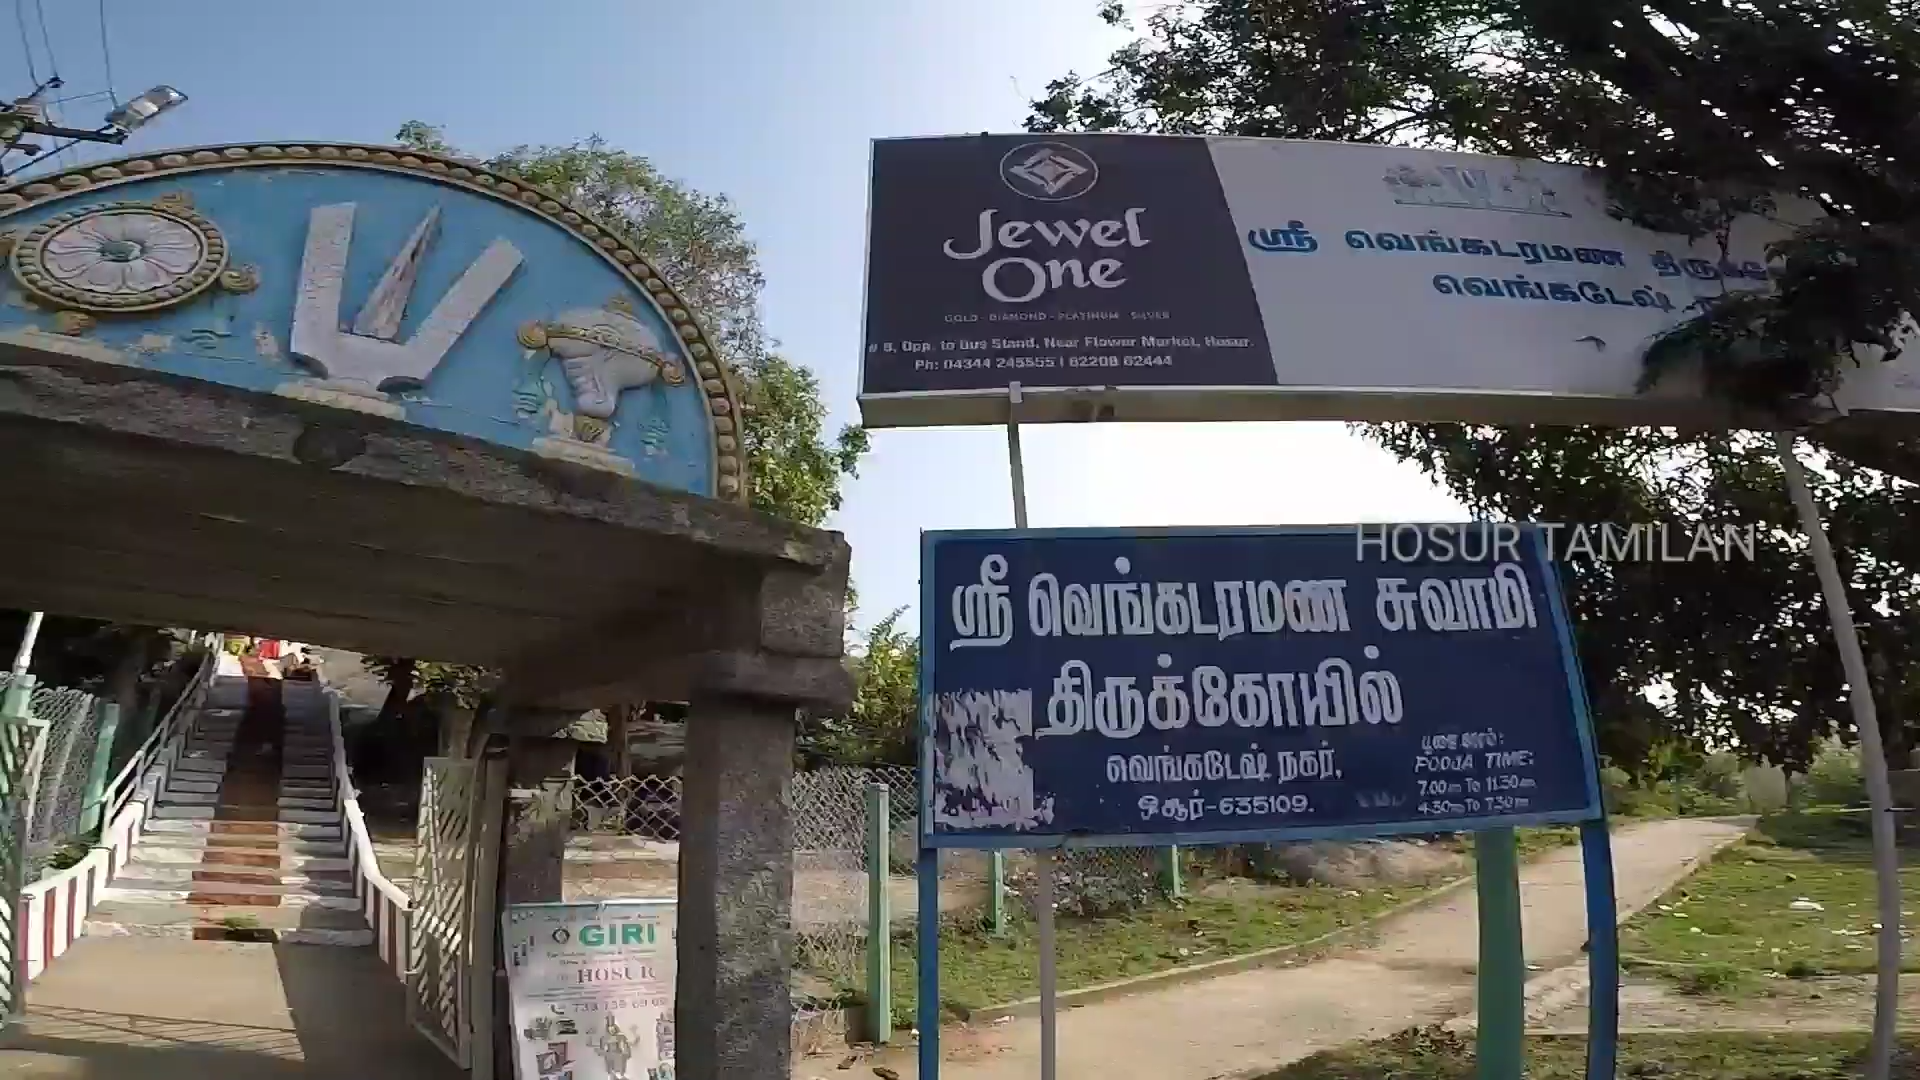 Jewel
One
GOLD - DIAMOND - PLATINUM - SILVER
# 8, Opp. to Bus Stand, Near Flower Market, Hosur.
Ph: 04344 245555 | 82208 62444
ஸ்ரீ வெங்கடரமண
வெங்கடேஷ்
HOSUR TAMILAN
ஸ்ரீ வெங்கடரமண சுவாமி
திருக்கோயில்
வெங்கடேஷ் நகர்,
ஒசூர்-635109.
பூஜை நேரம்:
POOJA TIME:
7.00am To 11.30am
4.30pm To 7.30pm
GIRI
HOSUR